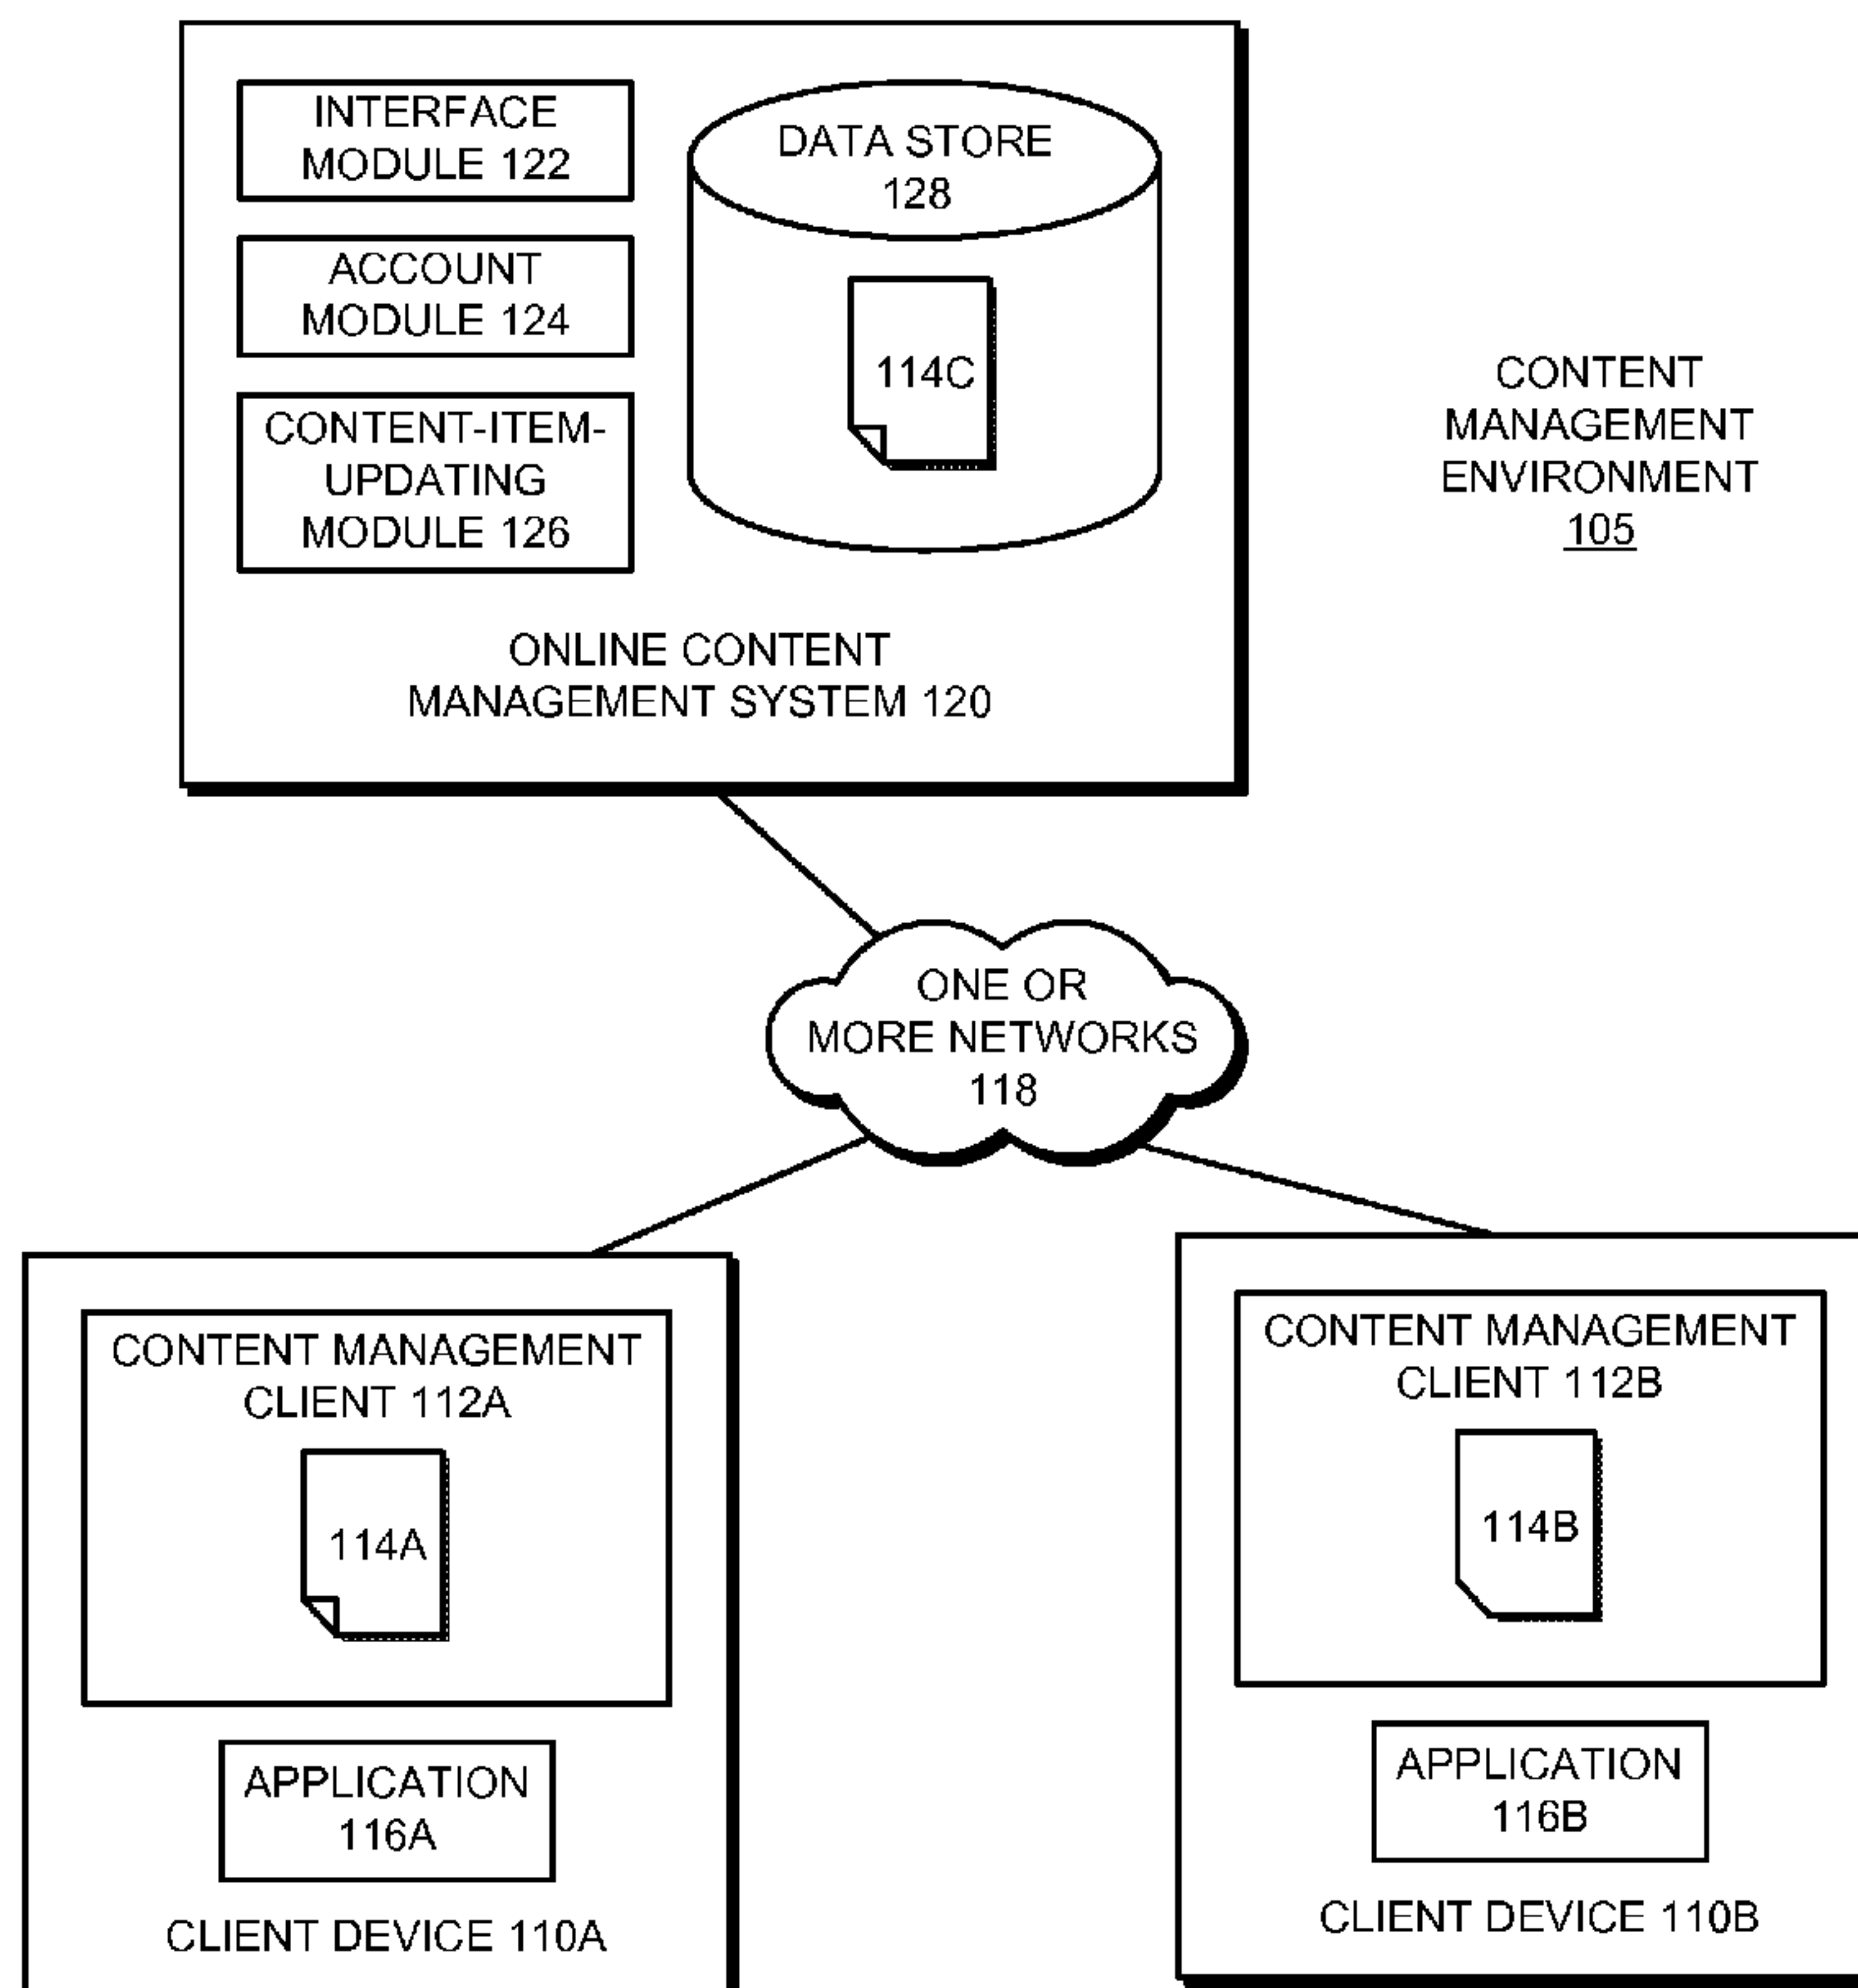 INTERFACE
MODULE 122
ACCOUNT
MODULE 124
CONTENT-ITEM-
UPDATING
MODULE 126
DATA STORE
128
114C
ONLINE CONTENT
MANAGEMENT SYSTEM 120
CONTENT
MANAGEMENT
ENVIRONMENT
105
ONE OR
MORE NETWORKS
118
CONTENT MANAGEMENT
CLIENT 112A
114A
APPLICATION
116A
CLIENT DEVICE 110A
CONTENT MANAGEMENT
CLIENT 112B
114B
APPLICATION
116B
CLIENT DEVICE 110B